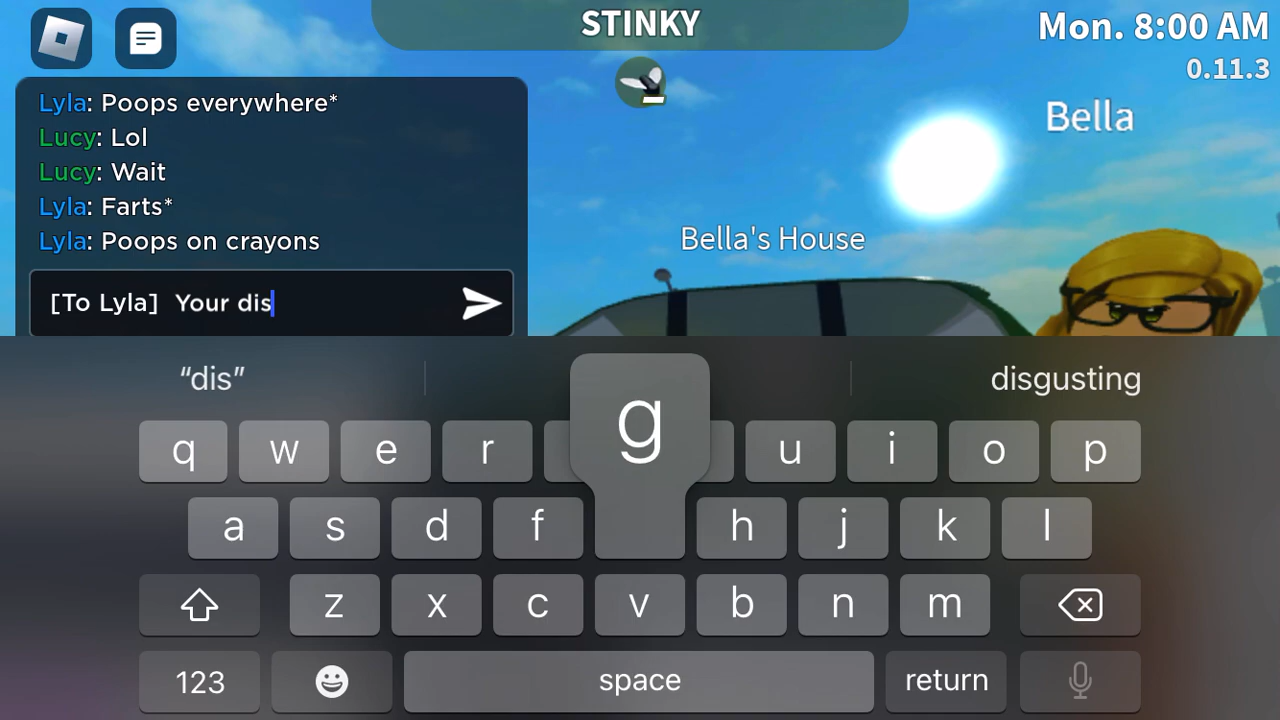 STINKY
Mon. 8:00 AM
0.11.3
Lyla: Poops everywhere*
Lucy: Lol
Lucy: Wait
Lyla: Farts*
Lyla: Poops on crayons
[To Lyla] Your dis
Bella
Bella's House
“dis”
disgusting
g
q w e r u i o p
a s d f h j k l
z x c v b n m
123 space return